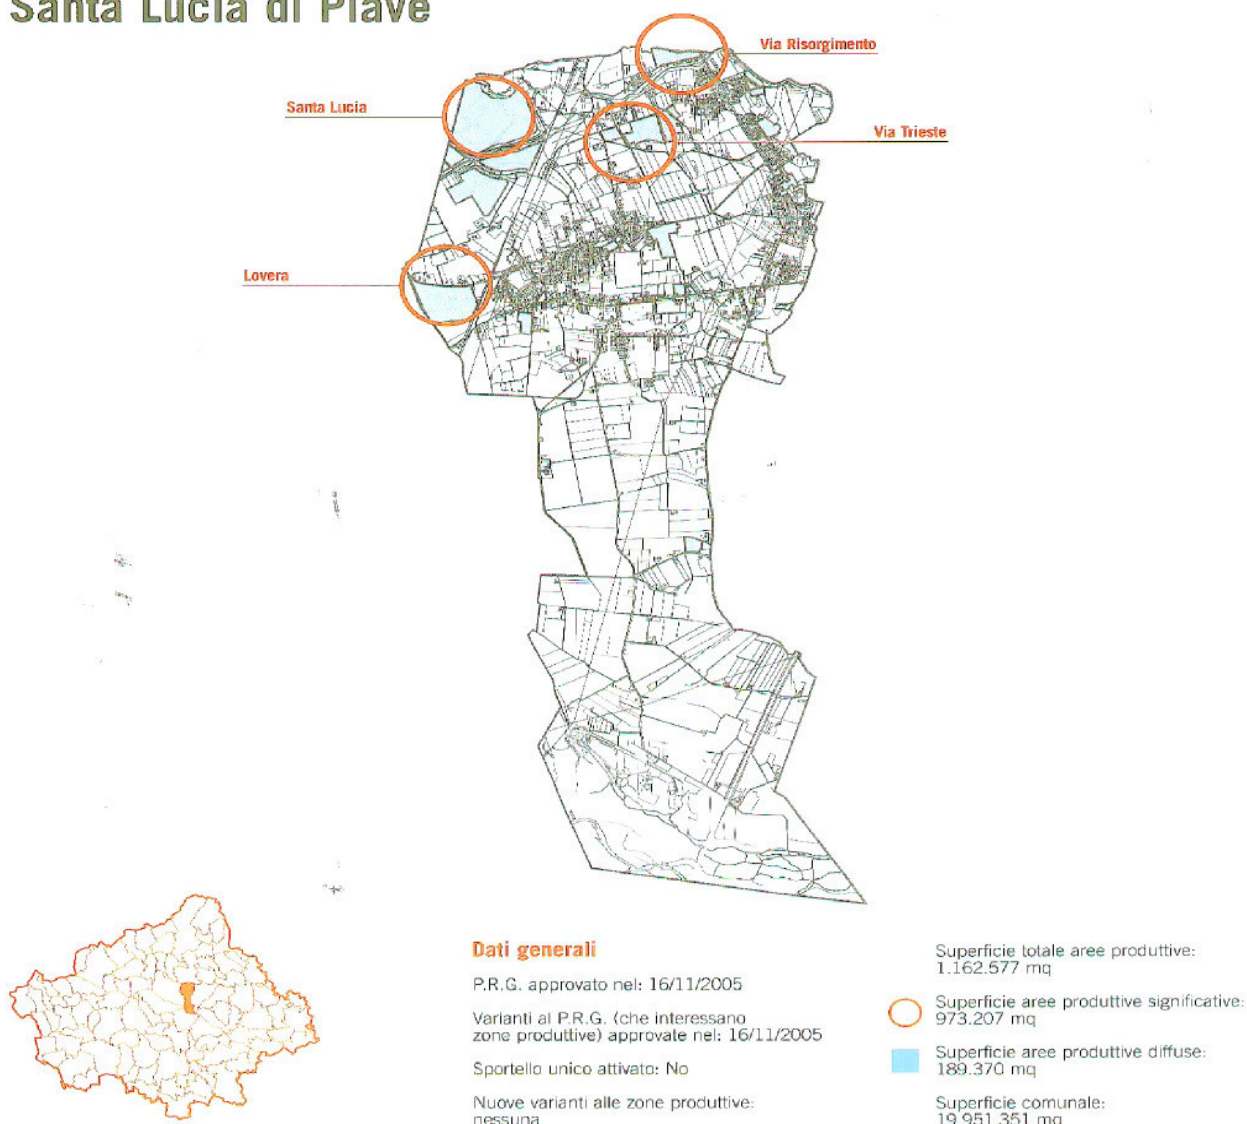 Santa Lucia di Piave
Via Risorgimento
Santa Lucia
Via Trieste
Lovera
Dati generali
P.R.G. approvato nel: 16/11/2005
Varianti al P.R.G. (che interessano
zone produttive) approvate nel: 16/11/2005
Sportello unico attivato: No
Nuove varianti alle zone produttive:
nessuna
Superficie totale aree produttive:
1.162.577 mq
Superficie aree produttive significative:
973.207 mq
Superficie aree produttive diffuse:
189.370 mq
Superficie comunale:
19.951.351 mq